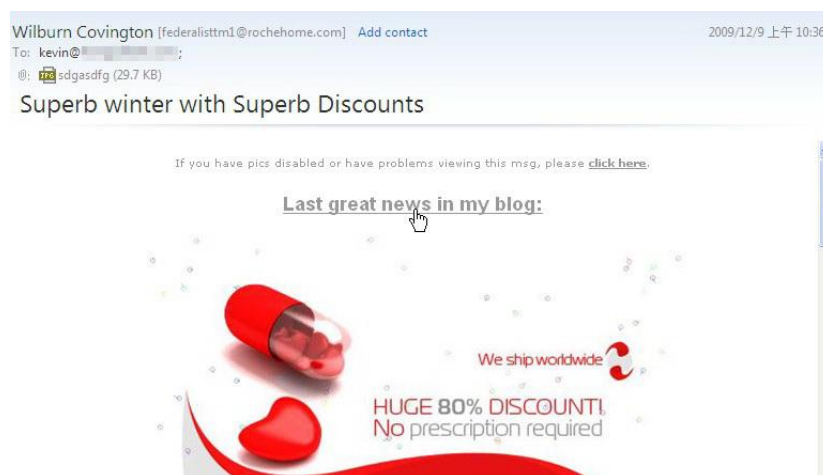 Wilburn Covington [federalisttm1@rochehome.com] Add contact 2009/12/9 上午 10:36
To: kevin@ ;
sdgasdfg (29.7 KB)
Superb winter with Superb Discounts
If you have pics disabled or have problems viewing this msg, please click here.
Last great news in my blog:
We ship worldwide
HUGE 80% DISCOUNT!
No prescription required